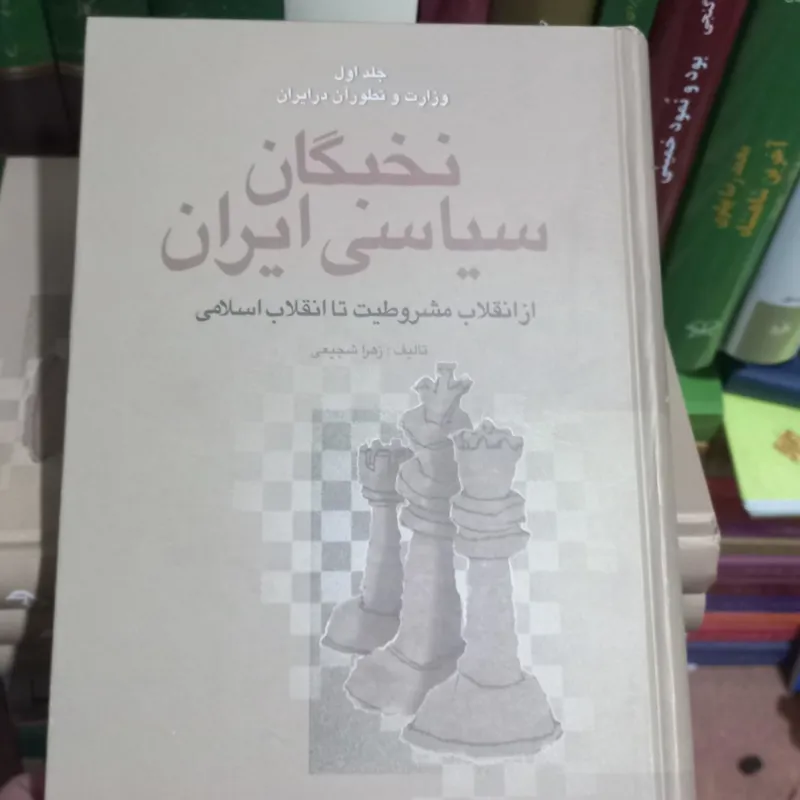 جلد اول
وزارت و تطوران درایران
نخبگان
سیاسی ایران
از انقلاب مشروطیت تا انقلاب اسلامی
تالیف : زهرا شجیعی
بود و نمود خمینی
گنجی